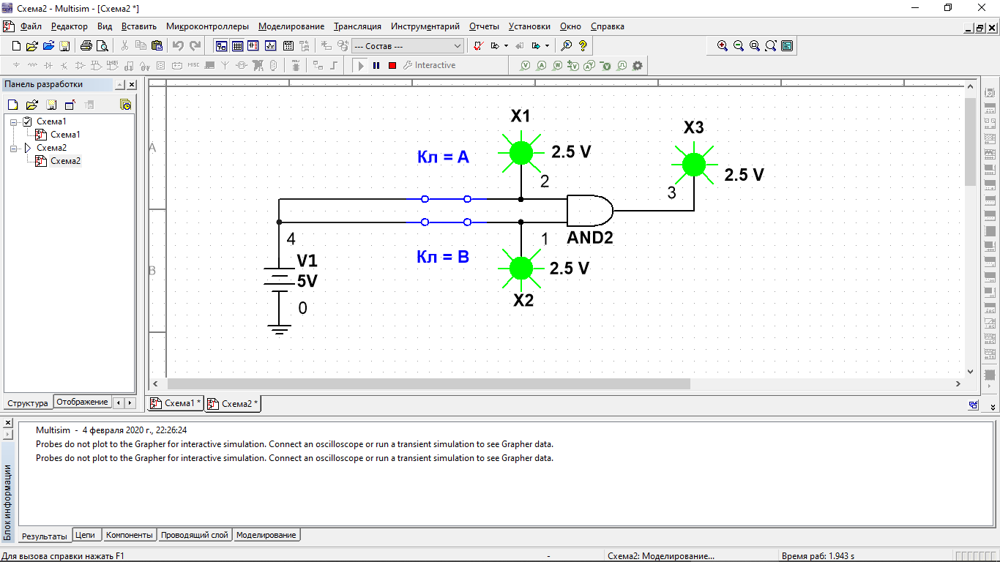 Схема2 - Multisim - [Схема2 *]
Файл Редактор Вид Вставить Микроконтроллеры Моделирование Трансляция Инструментарий Отчеты Установки Окно Справка
--- Состав ---
MISC
Interactive
Панель разработки
Схема1
Схема1
Схема2
Схема2
Структура Отображение
A
B
X1
2.5 V
Кл = A
2
X3
2.5 V
3
AND2
4
1
Кл = B
V1
5V
2.5 V
X2
0
Схема1 * Схема2 *
Multisim - 4 февраля 2020 г., 22:26:24
Probes do not plot to the Grapher for interactive simulation. Connect an oscilloscope or run a transient simulation to see Grapher data.
Probes do not plot to the Grapher for interactive simulation. Connect an oscilloscope or run a transient simulation to see Grapher data.
Блок информации
Результаты Цепи Компоненты Проводящий слой Моделирование
Для вызова справки нажать F1 - Схема2: Моделирование... Время раб: 1.943 s